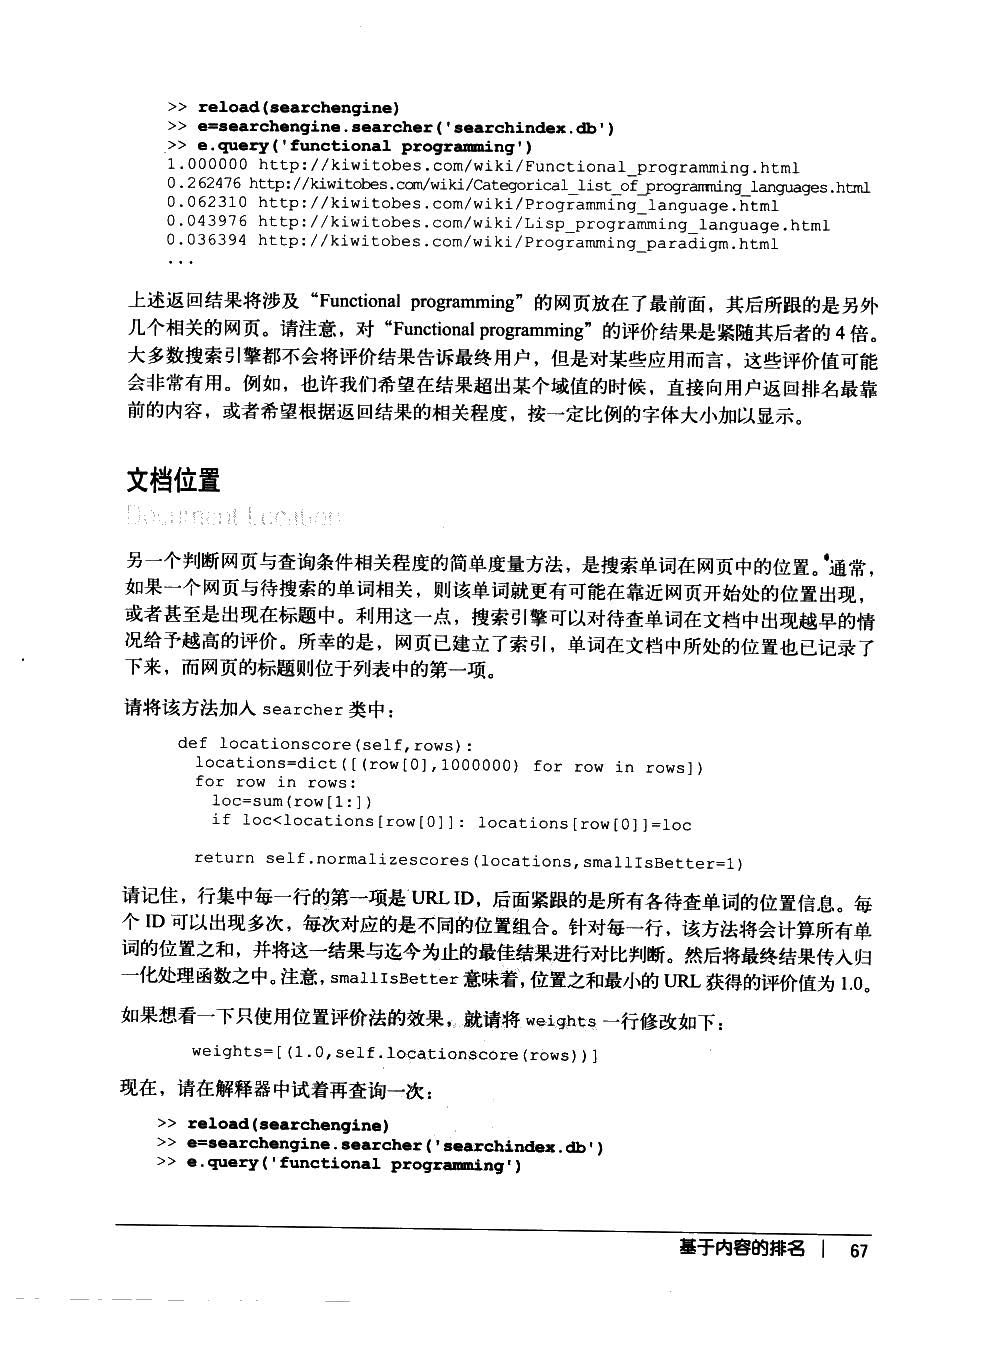 >> reload(searchengine)
>> e=searchengine.searcher('searchindex.db')
>> e.query('functional programming')
1.000000 http://kiwitobes.com/wiki/Functional_programming.html
0.262476 http://kiwitobes.com/wiki/Categorical_list_of_programming_languages.html
0.062310 http://kiwitobes.com/wiki/Programming_language.html
0.043976 http://kiwitobes.com/wiki/Lisp_programming_language.html
0.036394 http://kiwitobes.com/wiki/Programming_paradigm.html
...
上述返回结果将涉及“Functional programming”的网页放在了最前面，其后所跟的是另外
几个相关的网页。请注意，对“Functional programming”的评价结果是紧随其后者的 4 倍。
大多数搜索引擎都不会将评价结果告诉最终用户，但是对某些应用而言，这些评价值可能
会非常有用。例如，也许我们希望在结果超出某个域值的时候，直接向用户返回排名最靠
前的内容，或者希望根据返回结果的相关程度，按一定比例的字体大小加以显示。
文档位置
Document Location
另一个判断网页与查询条件相关程度的简单度量方法，是搜索单词在网页中的位置。通常，
如果一个网页与待搜索的单词相关，则该单词就更有可能在靠近网页开始处的位置出现，
或者甚至是出现在标题中。利用这一点，搜索引擎可以对待查单词在文档中出现越早的情
况给予越高的评价。所幸的是，网页已建立了索引，单词在文档中所处的位置也已记录了
下来，而网页的标题则位于列表中的第一项。
请将该方法加入 searcher 类中：
def locationscore(self,rows):
locations=dict([(row[0],1000000) for row in rows])
for row in rows:
loc=sum(row[1:])
if loc<locations[row[0]]: locations[row[0]]=loc
return self.normalizescores(locations,smallIsBetter=1)
请记住，行集中每一行的第一项是 URL ID，后面紧跟的是所有各待查单词的位置信息。每
个 ID 可以出现多次，每次对应的是不同的位置组合。针对每一行，该方法将会计算所有单
词的位置之和，并将这一结果与迄今为止的最佳结果进行对比判断。然后将最终结果传入归
一化处理函数之中。注意，smallIsBetter 意味着，位置之和最小的 URL 获得的评价值为 1.0。
如果想看一下只使用位置评价法的效果，就请将 weights 一行修改如下：
weights=[(1.0,self.locationscore(rows))]
现在，请在解释器中试着再查询一次：
>> reload(searchengine)
>> e=searchengine.searcher('searchindex.db')
>> e.query('functional programming')
基于内容的排名 | 67